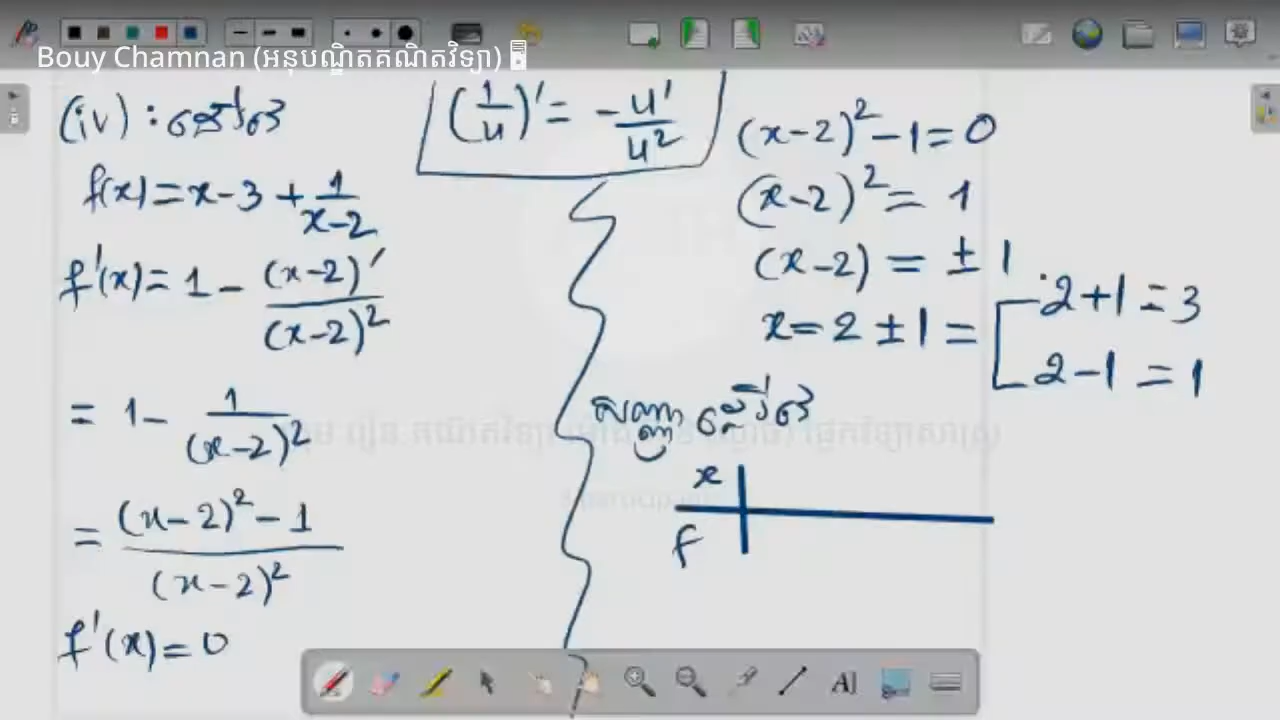 Bouy Chamnan (អនុបណ្ឌិតគណិតវិទ្យា)
(iv) : ដេរីវេ
f(x) = x-3 + 1/(x-2)
f'(x) = 1 - (x-2)'/(x-2)²
= 1 - 1/(x-2)²
= ((x-2)² - 1)/(x-2)²
f'(x) = 0
(1/u)' = - u'/u²
(x-2)² - 1 = 0
(x-2)² = 1
(x-2) = ± 1
x = 2 ± 1 =
2+1 = 3
2-1 = 1
សញ្ញា ដេរីវេ
x
f